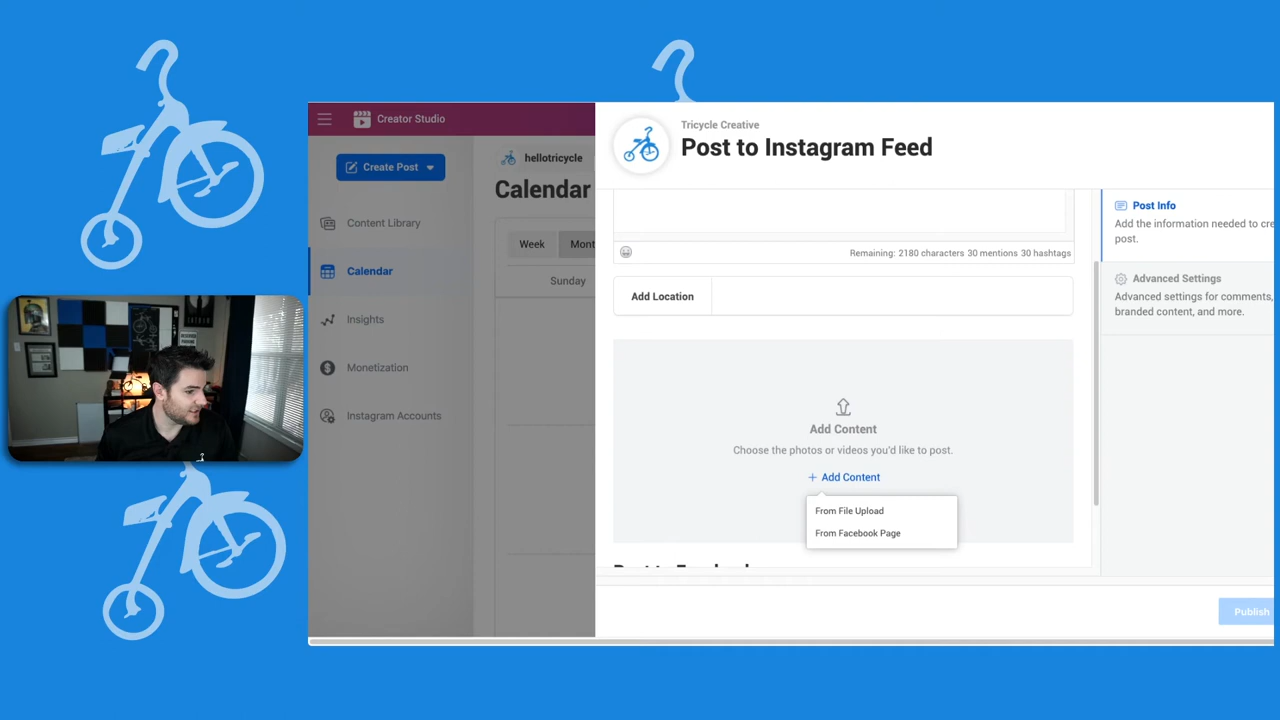 Creator Studio
Create Post
Content Library
Calendar
Insights
Monetization
Instagram Accounts
hellotricycle
Calendar
Week
Mont
Sunday
Tricycle Creative
Post to Instagram Feed
Remaining: 2180 characters 30 mentions 30 hashtags
Add Location
Add Content
Choose the photos or videos you'd like to post.
+ Add Content
From File Upload
From Facebook Page
Post Info
Add the information needed to cre
post.
Advanced Settings
Advanced settings for comments,
branded content, and more.
Publish